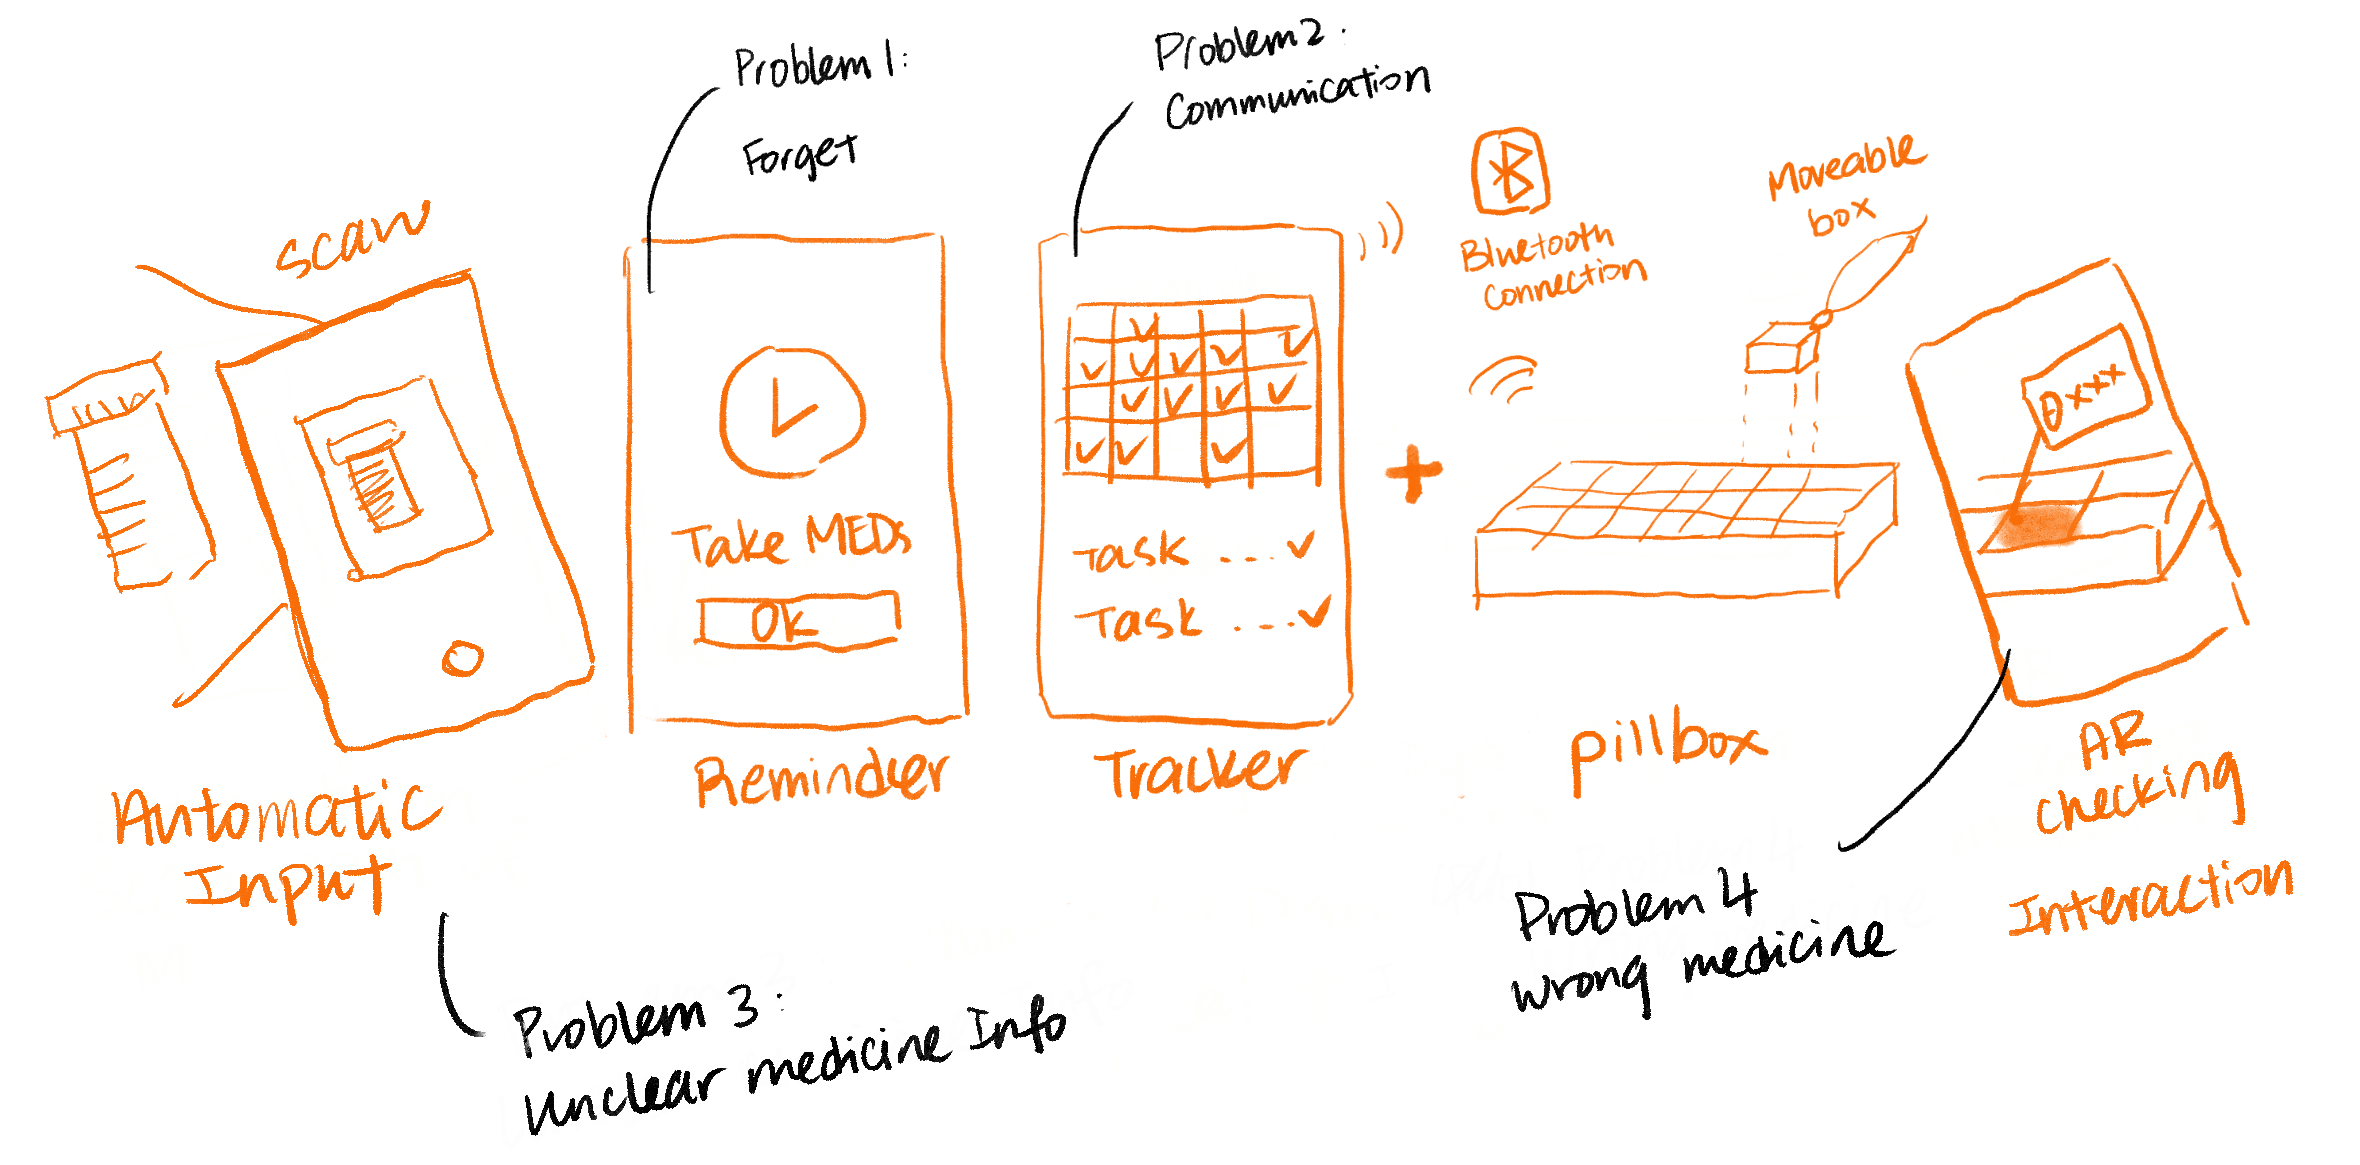 Problem 1:
Forget
Problem 2:
Communication
scan
Bluetooth
connection
Moveable
box
Take MEDs
Ok
Task ...
Task ...
Automatic
Input
Reminder
Tracker
pillbox
AR
checking
Interaction
Problem 3:
Unclear medicine Info
Problem 4
wrong medicine